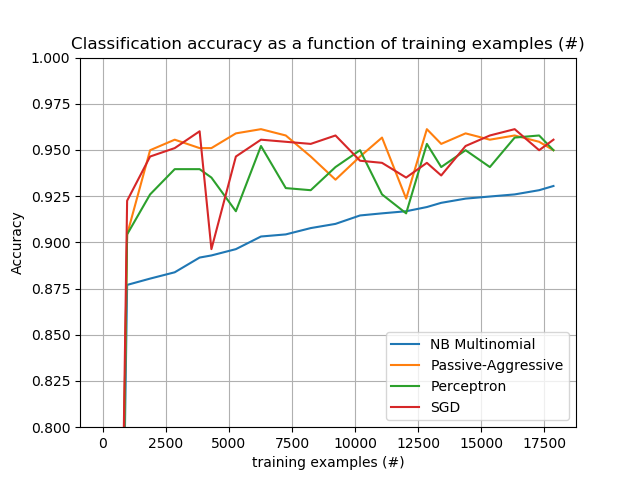 Classification accuracy as a function of training examples (#)
1.000
0.975
0.950
0.925
0.900
0.875
0.850
0.825
0.800
Accuracy
NB Multinomial
Passive-Aggressive
Perceptron
SGD
0 2500 5000 7500 10000 12500 15000 17500
training examples (#)